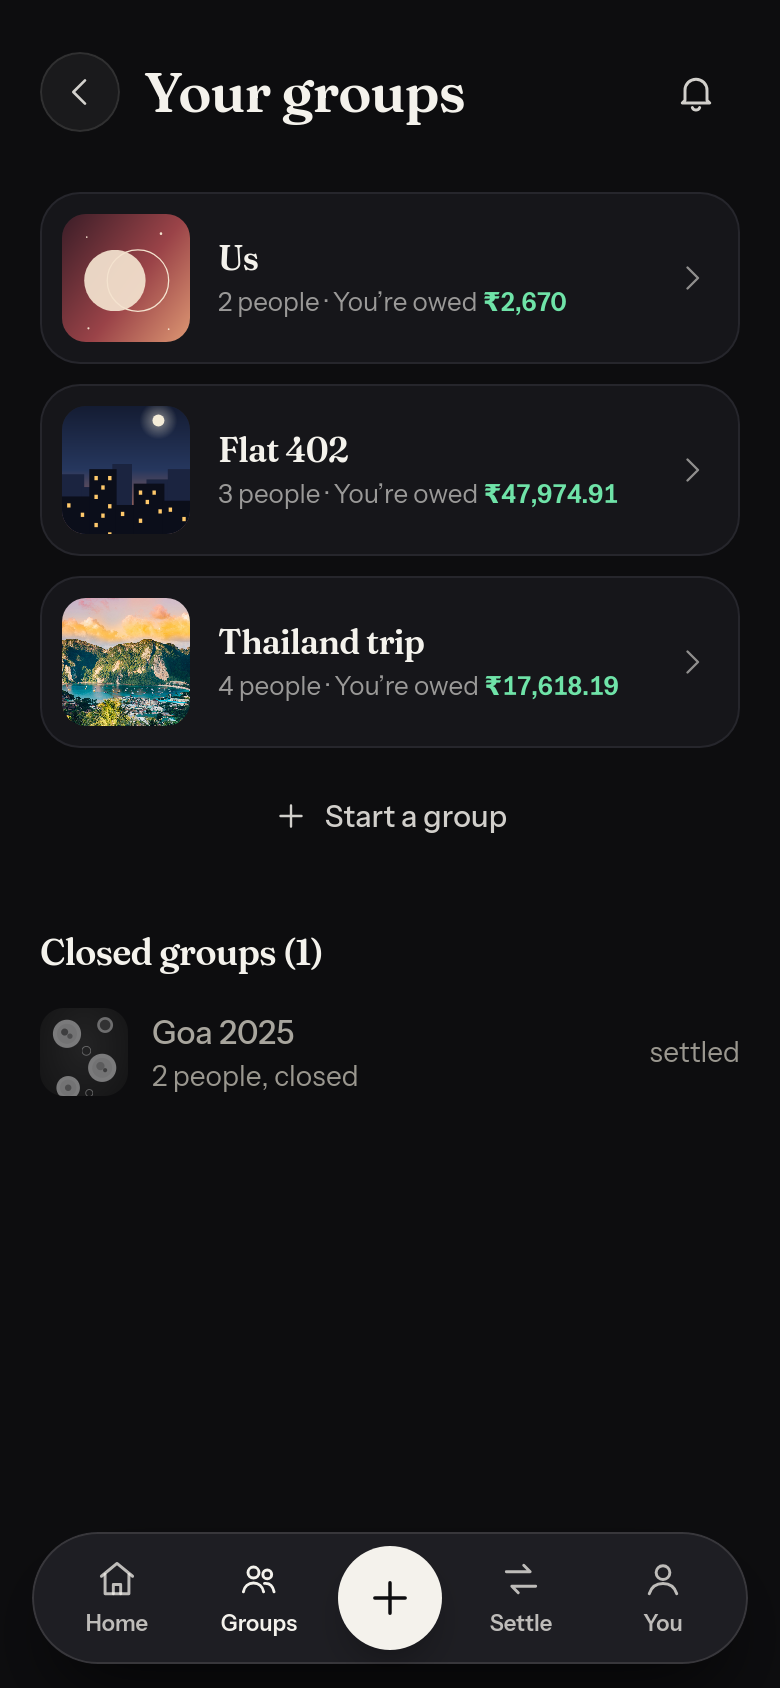 Your groups
Us
2 people · You’re owed ₹2,670
Flat 402
3 people · You’re owed ₹47,974.91
Thailand trip
4 people · You’re owed ₹17,618.19
Start a group
Closed groups (1)
Goa 2025
2 people, closed
settled
Home
Groups
Settle
You